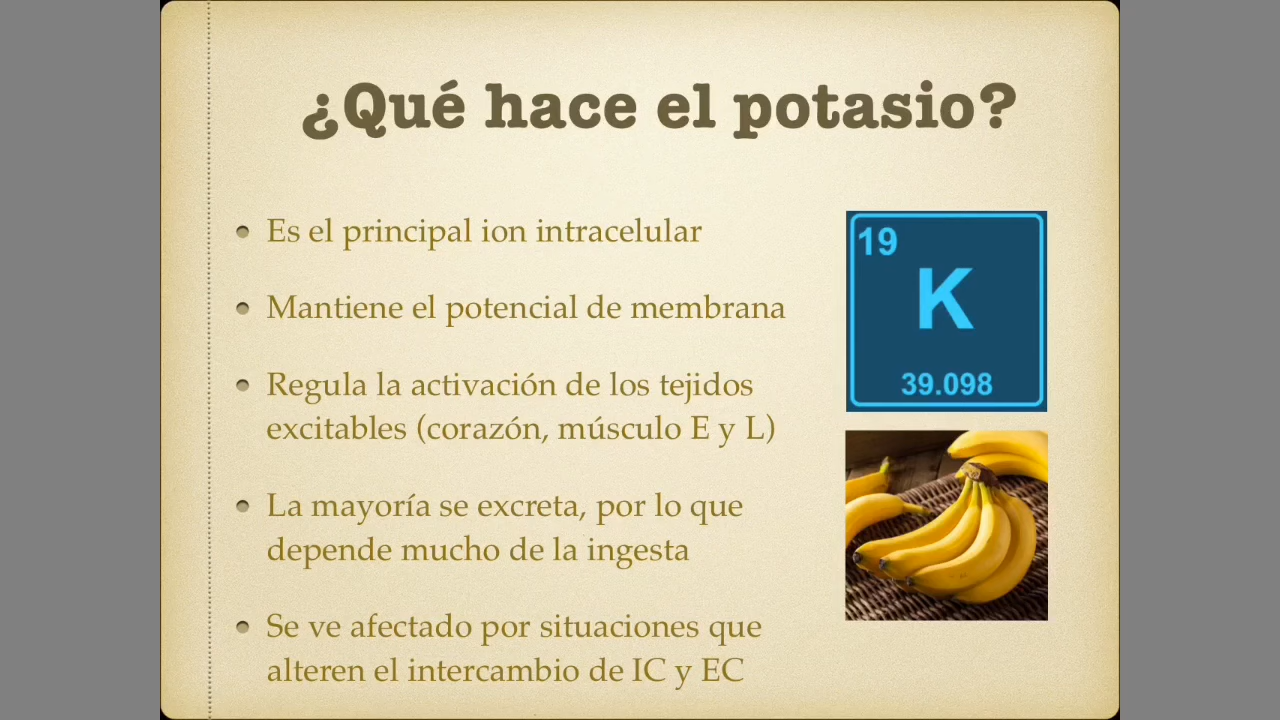 ¿Qué hace el potasio?
Es el principal ion intracelular
Mantiene el potencial de membrana
Regula la activación de los tejidos
excitables (corazón, músculo E y L)
La mayoría se excreta, por lo que
depende mucho de la ingesta
Se ve afectado por situaciones que
alteren el intercambio de IC y EC
19
K
39.098